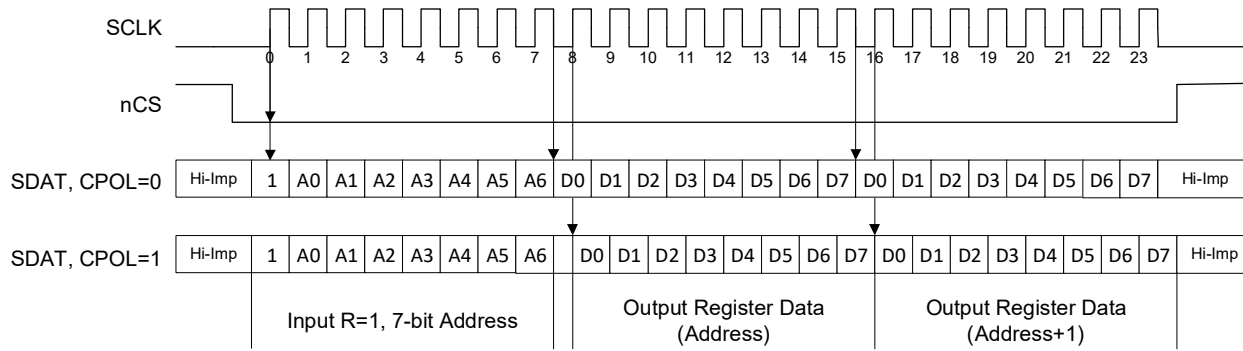 SCLK
0 1 2 3 4 5 6 7 8 9 10 11 12 13 14 15 16 17 18 19 20 21 22 23
nCS
SDAT, CPOL=0 Hi-Imp 1 A0 A1 A2 A3 A4 A5 A6 D0 D1 D2 D3 D4 D5 D6 D7 D0 D1 D2 D3 D4 D5 D6 D7 Hi-Imp
SDAT, CPOL=1 Hi-Imp 1 A0 A1 A2 A3 A4 A5 A6 D0 D1 D2 D3 D4 D5 D6 D7 D0 D1 D2 D3 D4 D5 D6 D7 Hi-Imp
Input R=1, 7-bit Address
Output Register Data
(Address)
Output Register Data
(Address+1)